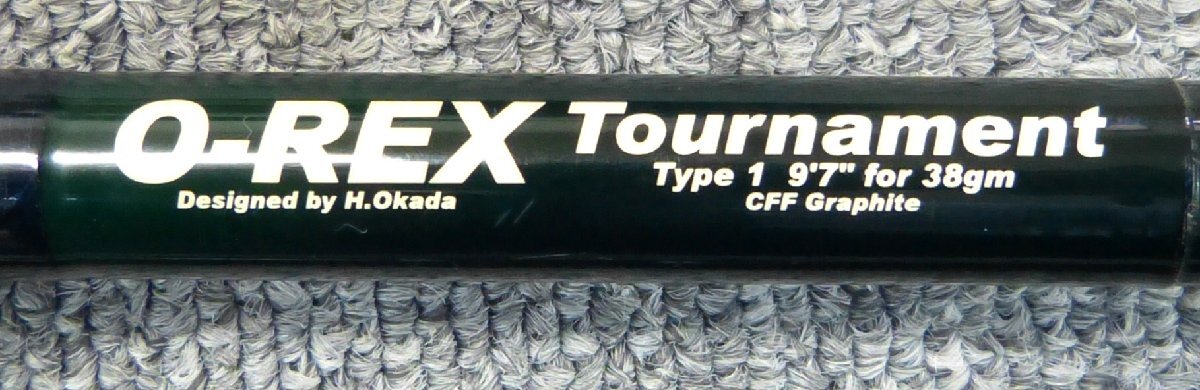 O-REX Tournament
Designed by H.Okada
Type 1 9'7" for 38gm
CFF Graphite